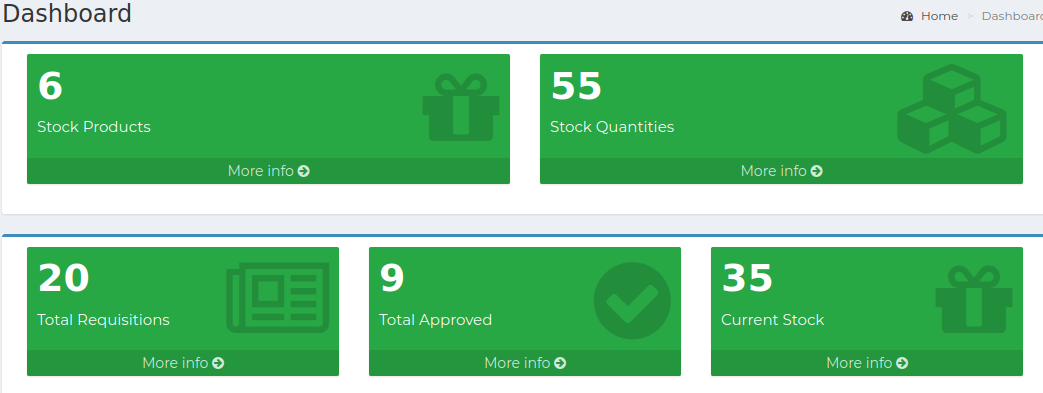 Dashboard
Home > Dashboard
6
Stock Products
More info
55
Stock Quantities
More info
20
Total Requisitions
More info
9
Total Approved
More info
35
Current Stock
More info